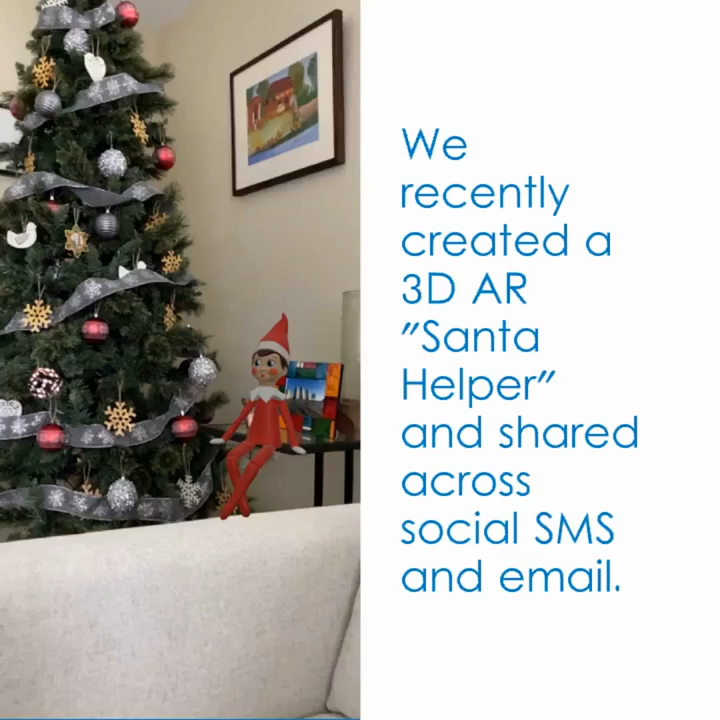 We
recently
created a
3D AR
"Santa
Helper"
and shared
across
social SMS
and email.